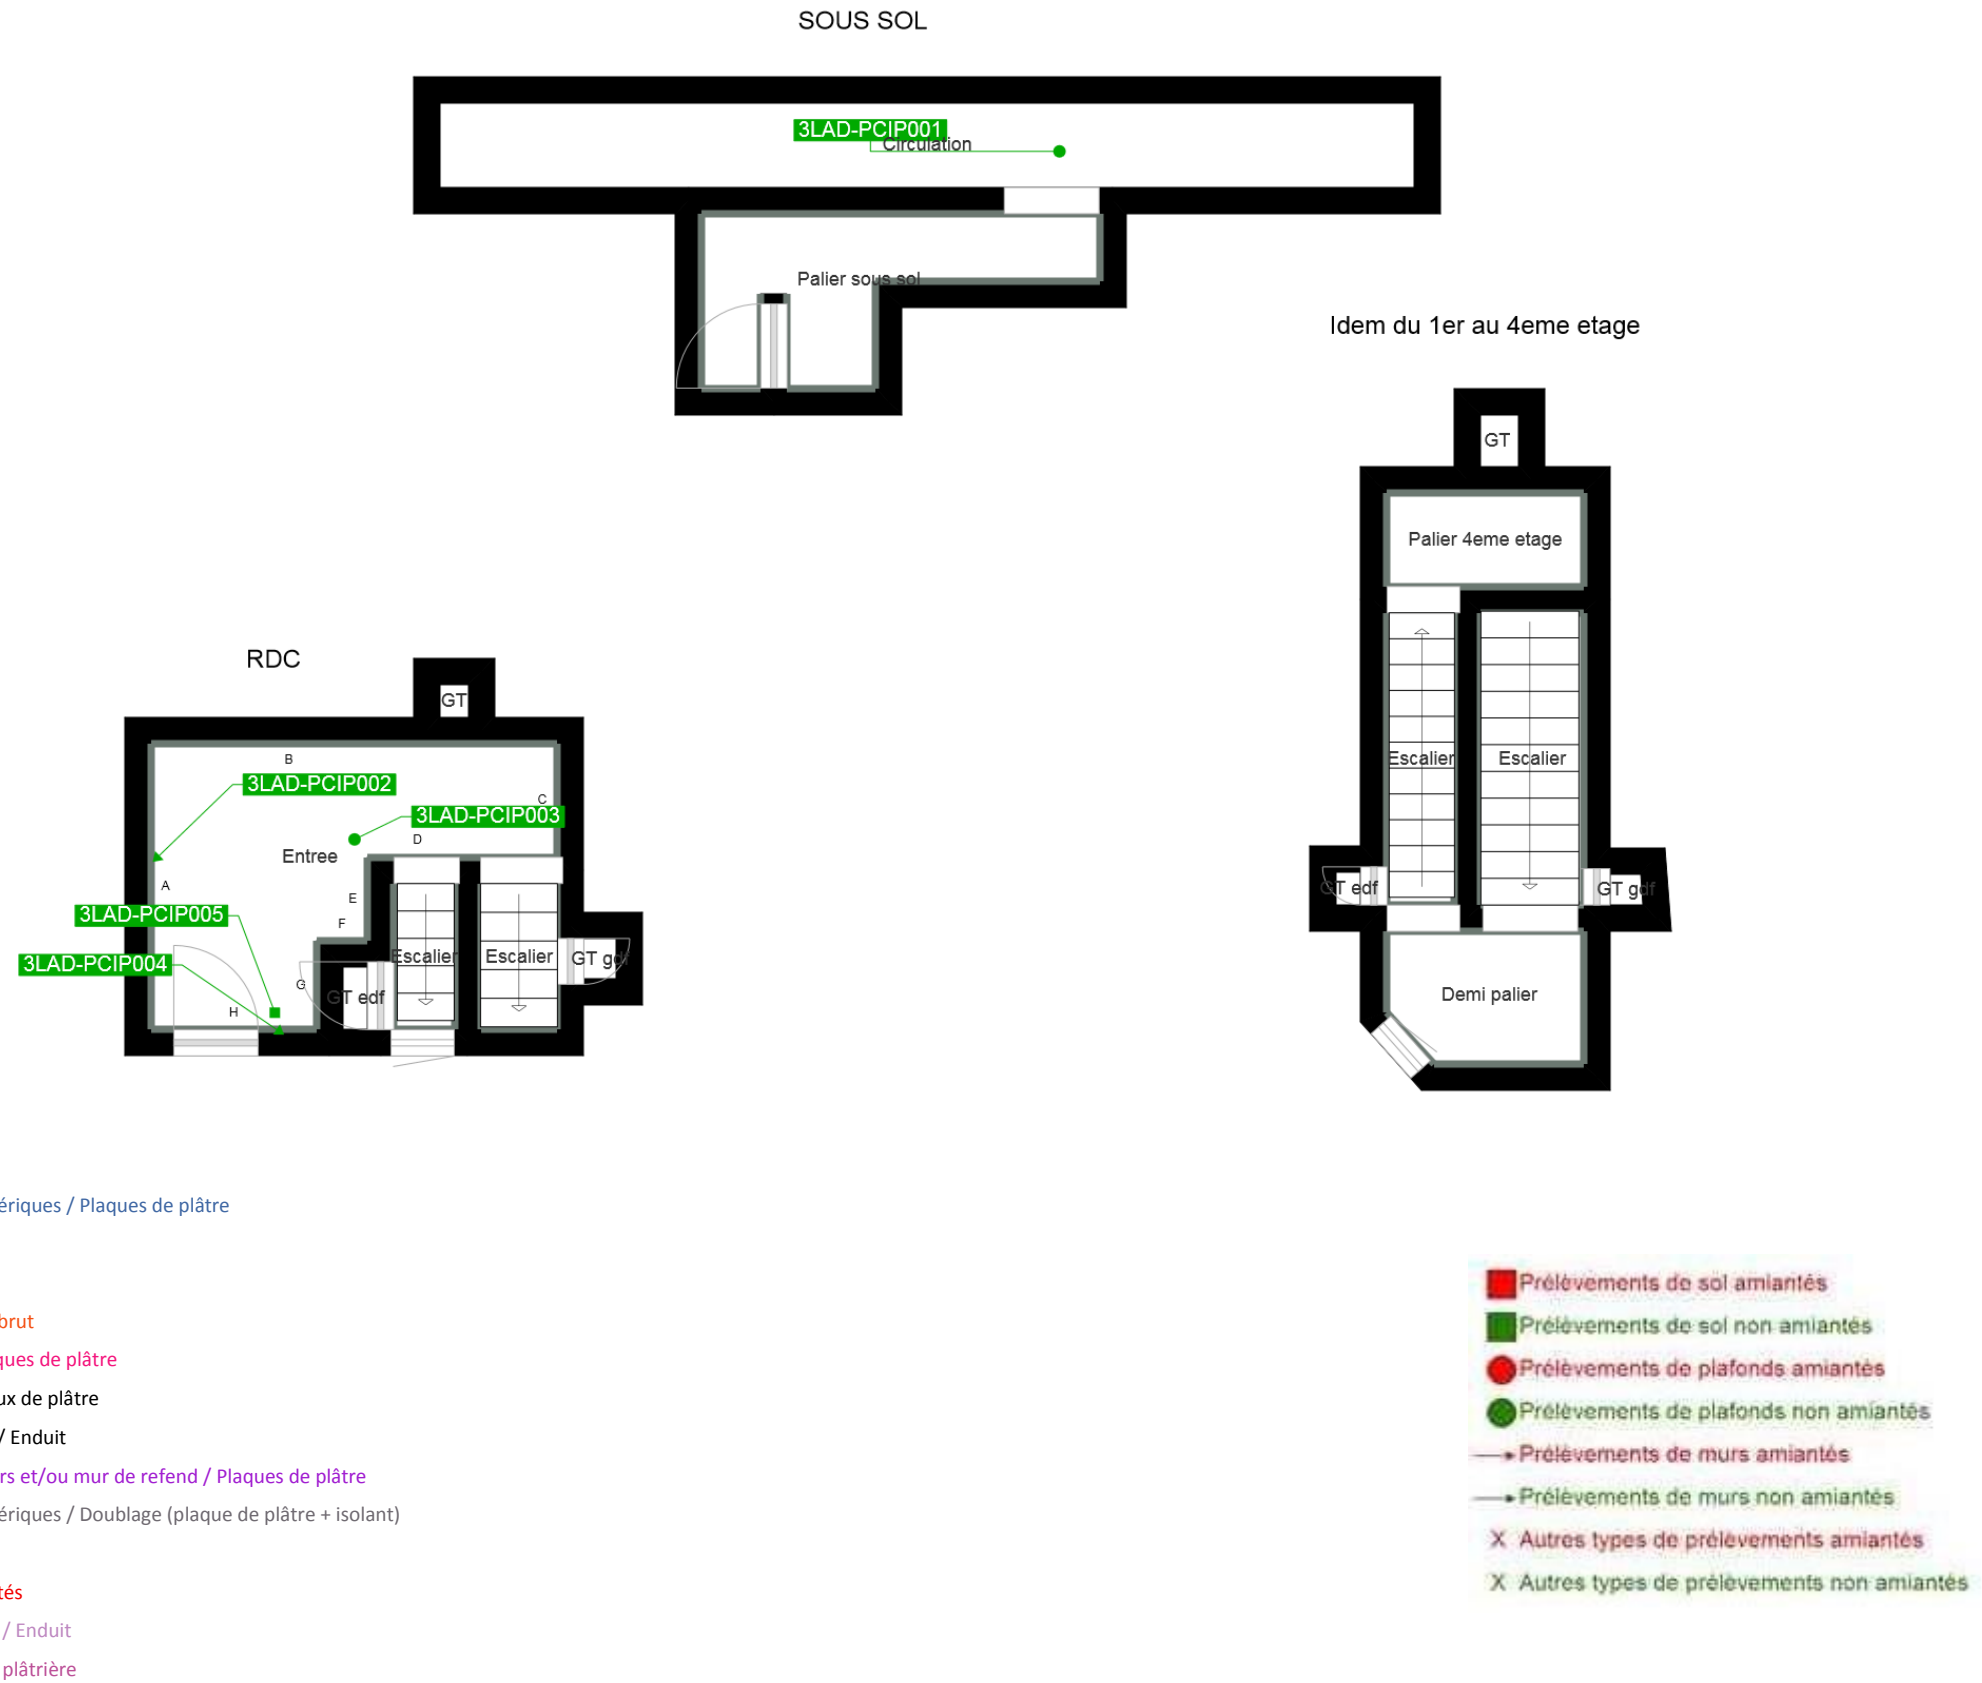 SOUS SOL
3LAD-PCIP001
Circulation
Palier sous sol
Idem du 1er au 4eme etage
GT
Palier 4eme etage
Escalier
Escalier
GT edf
GT gdf
Demi palier
RDC
GT
B
3LAD-PCIP002
C
3LAD-PCIP003
D
Entree
A
E
3LAD-PCIP005
F
Escalier
Escalier
GT gdf
3LAD-PCIP004
G
GT edf
H
ériques / Plaques de plâtre
brut
ques de plâtre
ux de plâtre
/ Enduit
rs et/ou mur de refend / Plaques de plâtre
ériques / Doublage (plaque de plâtre + isolant)
tés
/ Enduit
plâtrière
Prélèvements de sol amiantés
Prélèvements de sol non amiantés
Prélèvements de plafonds amiantés
Prélèvements de plafonds non amiantés
Prélèvements de murs amiantés
Prélèvements de murs non amiantés
X Autres types de prélèvements amiantés
X Autres types de prélèvements non amiantés